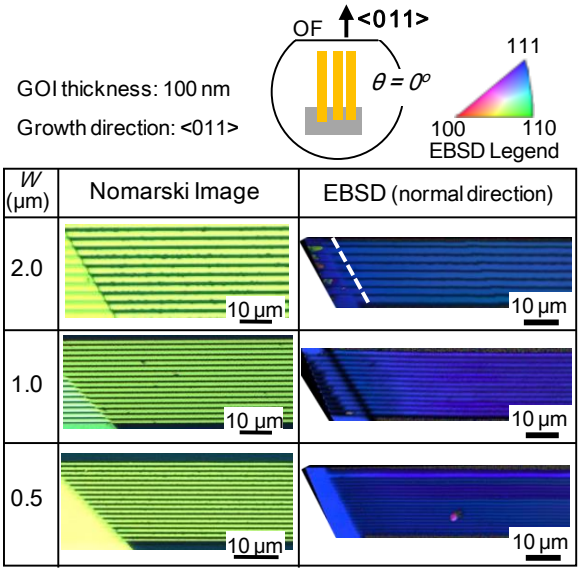 OF <011>
GOI thickness: 100 nm
Growth direction: <011>
θ = 0º
111
100 110
EBSD Legend
W
(µm)
Nomarski Image
EBSD (normal direction)
2.0
10 µm
10 µm
1.0
10 µm
10 µm
0.5
10 µm
10 µm